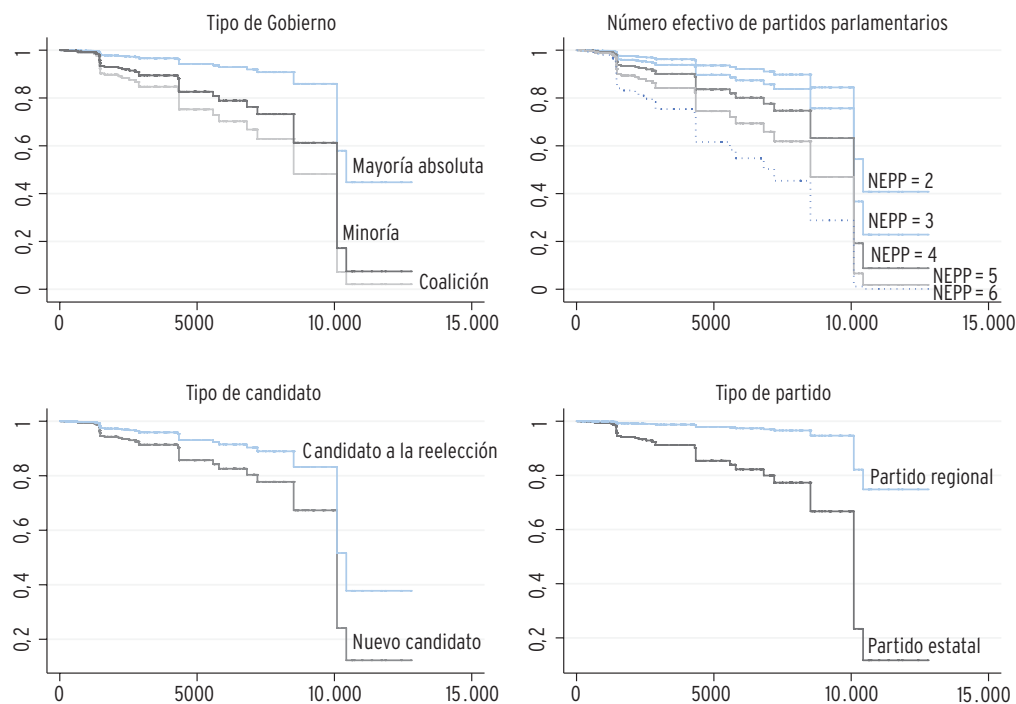 Tipo de Gobierno
1
0,8
0,6
0,4
0,2
0
Mayoría absoluta
Minoría
Coalición
0 5000 10.000 15.000
Número efectivo de partidos parlamentarios
1
0,8
0,6
0,4
0,2
0
NEPP = 2
NEPP = 3
NEPP = 4
NEPP = 5
NEPP = 6
0 5000 10.000 15.000
Tipo de candidato
1
0,8
0,6
0,4
0,2
Candidato a la reelección
Nuevo candidato
0 5000 10.000 15.000
Tipo de partido
1
0,8
0,6
0,4
0,2
Partido regional
Partido estatal
0 5000 10.000 15.000